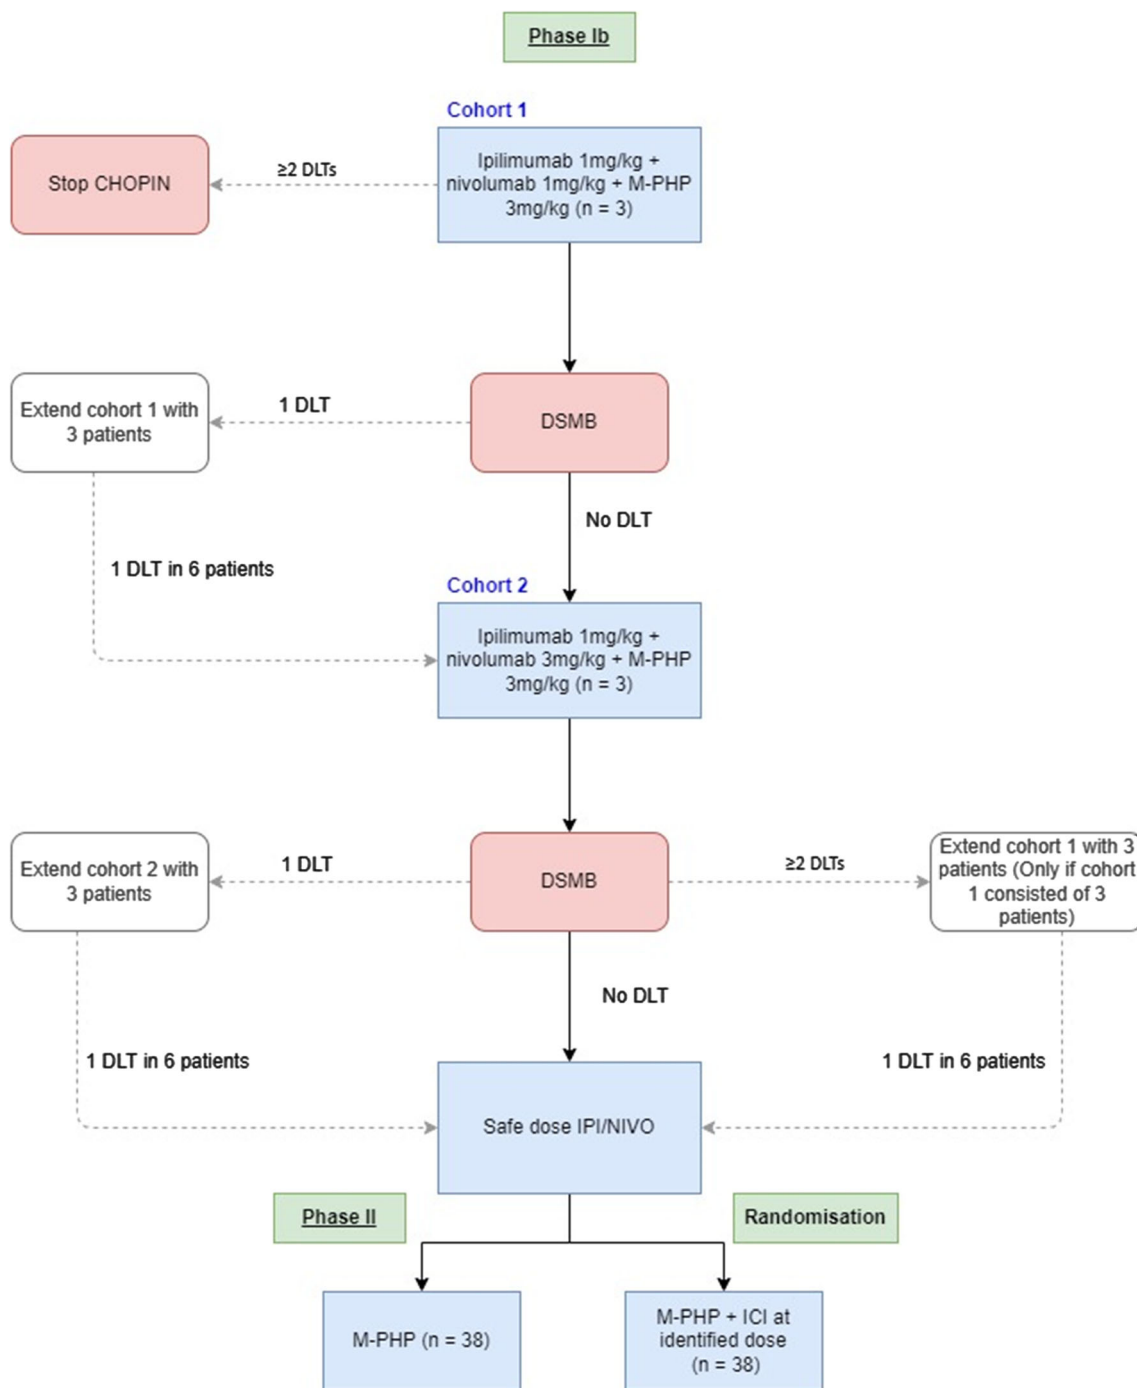 Phase Ib
Cohort 1
Ipilimumab 1mg/kg +
nivolumab 1mg/kg + M-PHP
3mg/kg (n = 3)
≥2 DLTs
Stop CHOPIN
DSMB
1 DLT
Extend cohort 1 with
3 patients
No DLT
1 DLT in 6 patients
Cohort 2
Ipilimumab 1mg/kg +
nivolumab 3mg/kg + M-PHP
3mg/kg (n = 3)
Extend cohort 2 with
3 patients
1 DLT
DSMB
≥2 DLTs
Extend cohort 1 with 3
patients (Only if cohort
1 consisted of 3
patients)
No DLT
1 DLT in 6 patients
1 DLT in 6 patients
Safe dose IPI/NIVO
Phase II
Randomisation
M-PHP (n = 38)
M-PHP + ICI at
identified dose
(n = 38)